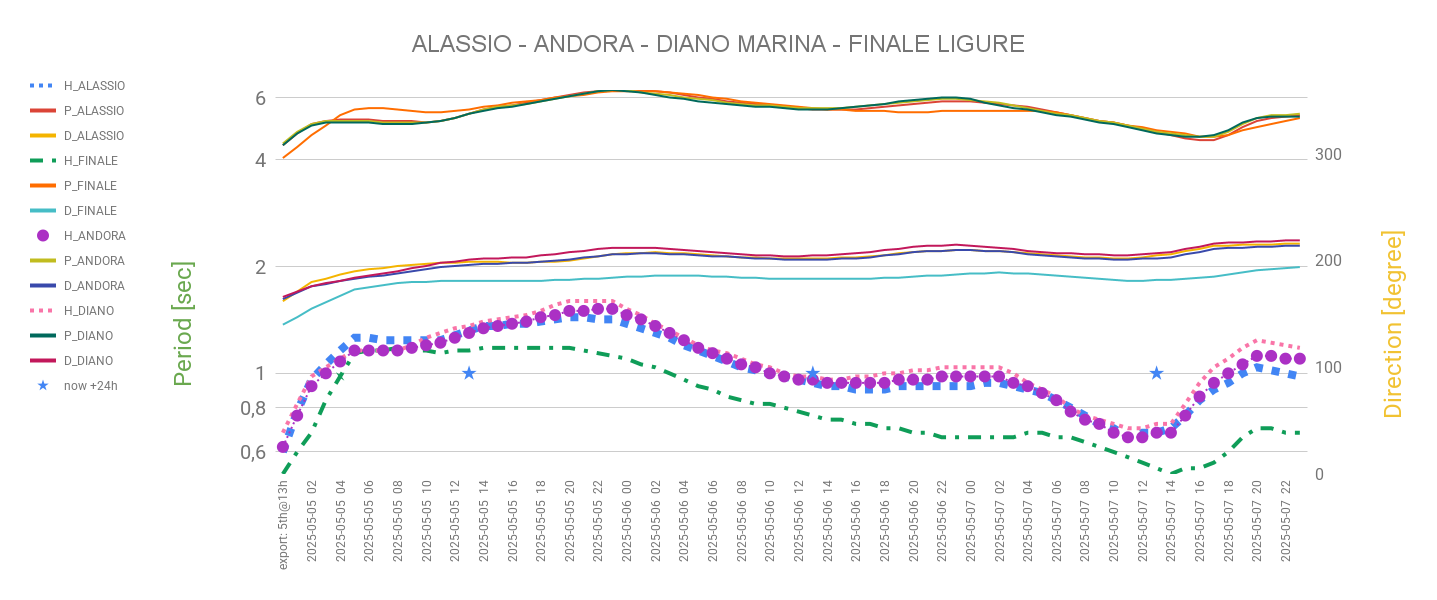 ALASSIO - ANDORA - DIANO MARINA - FINALE LIGURE
H_ALASSIO
P_ALASSIO
D_ALASSIO
H_FINALE
P_FINALE
D_FINALE
H_ANDORA
P_ANDORA
D_ANDORA
H_DIANO
P_DIANO
D_DIANO
now +24h
Period [sec]
6
4
2
1
0,8
0,6
300
200
100
0
Direction [degree]
export: 5th@13h
2025-05-05 02
2025-05-05 04
2025-05-05 06
2025-05-05 08
2025-05-05 10
2025-05-05 12
2025-05-05 14
2025-05-05 16
2025-05-05 18
2025-05-05 20
2025-05-05 22
2025-05-06 00
2025-05-06 02
2025-05-06 04
2025-05-06 06
2025-05-06 08
2025-05-06 10
2025-05-06 12
2025-05-06 14
2025-05-06 16
2025-05-06 18
2025-05-06 20
2025-05-06 22
2025-05-07 00
2025-05-07 02
2025-05-07 04
2025-05-07 06
2025-05-07 08
2025-05-07 10
2025-05-07 12
2025-05-07 14
2025-05-07 16
2025-05-07 18
2025-05-07 20
2025-05-07 22